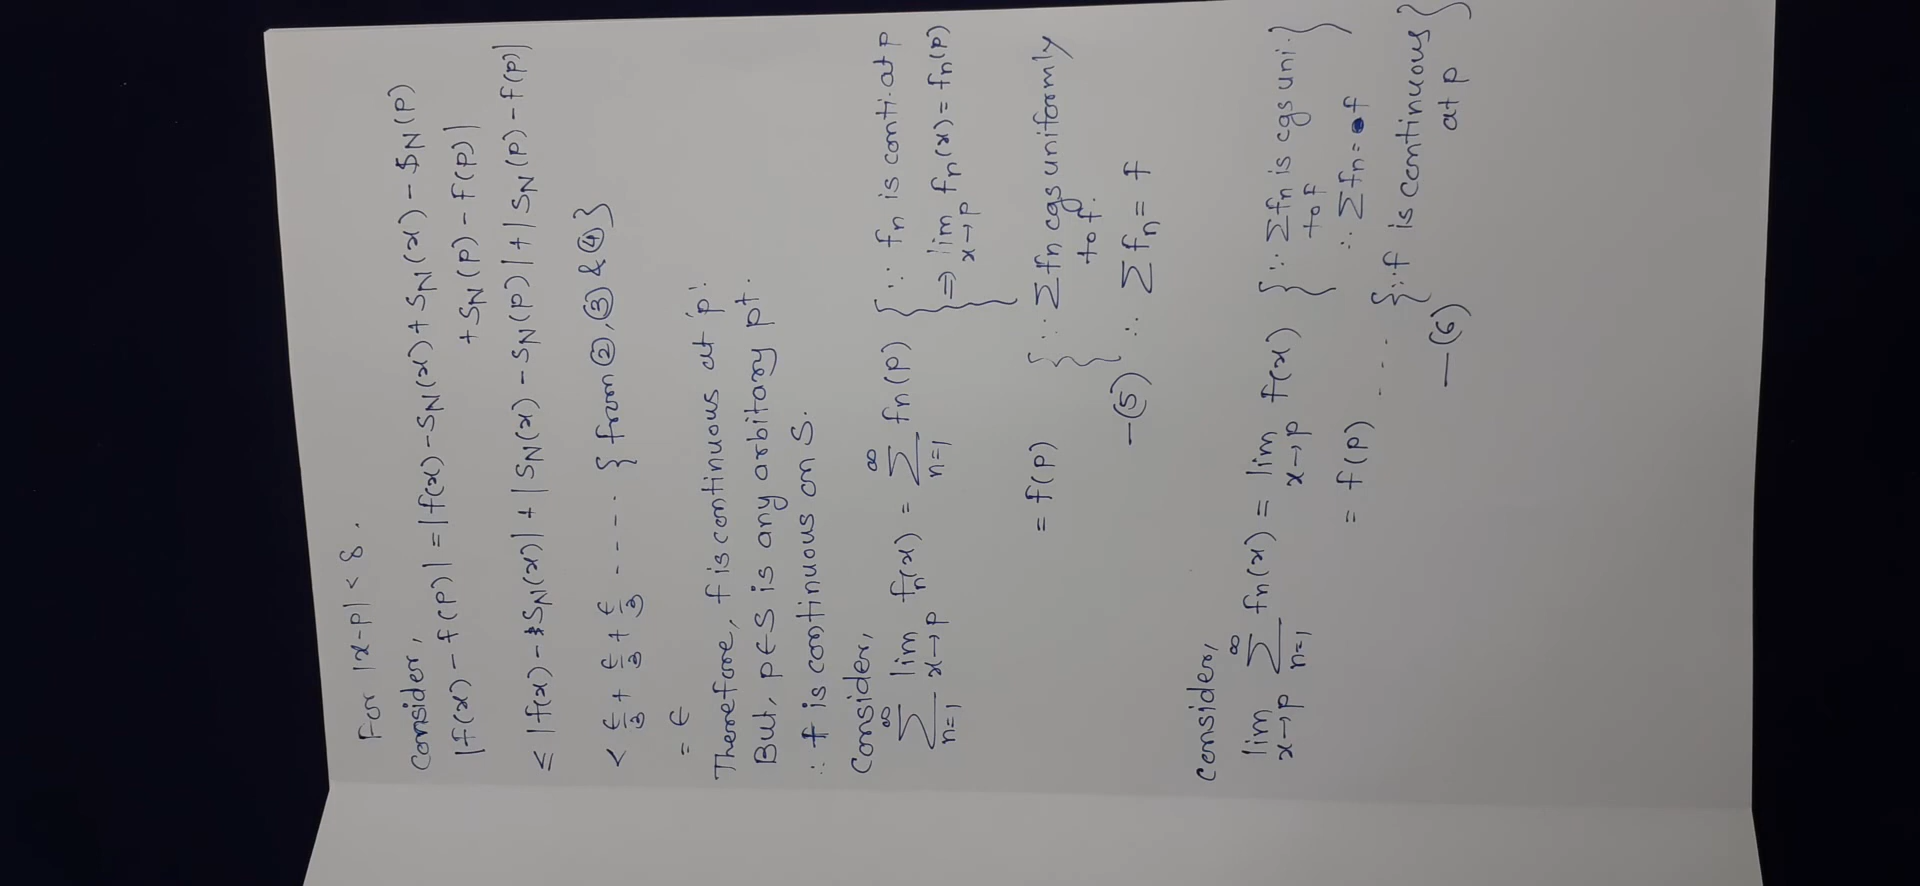 For |x-p| < δ.
Consider,
|f(x) - f(p)| = |f(x) - SN(x) + SN(x) - SN(p)
+ SN(p) - f(p)|
≤ |f(x) - SN(x)| + |SN(x) - SN(p)| + |SN(p) - f(p)|
< ϵ/3 + ϵ/3 + ϵ/3 ----. { from ②, ③ & ④ }
= ϵ
Therefore, f is continuous at 'p'.
But, p∈S is any orbitary pt.
∴ f is continuous on S.
Consider,
∞∑n=1 lim x→p fn(x) = ∞∑n=1 fn(p) { ∵ fn is conti. at p
⇒ lim x→p fn(x) = fn(p) }
= f(p) { ∵ ∑fn cgs uniformly
to f.
—(5) ∴ ∑fn = f }
Consider,
lim x→p ∞∑n=1 fn(x) = lim x→p f(x) { ∵ ∑fn is cgs uni.
to f
∴ ∑fn = f }
= f(p) .... { ∵ f is continuous
at p }
—(6)